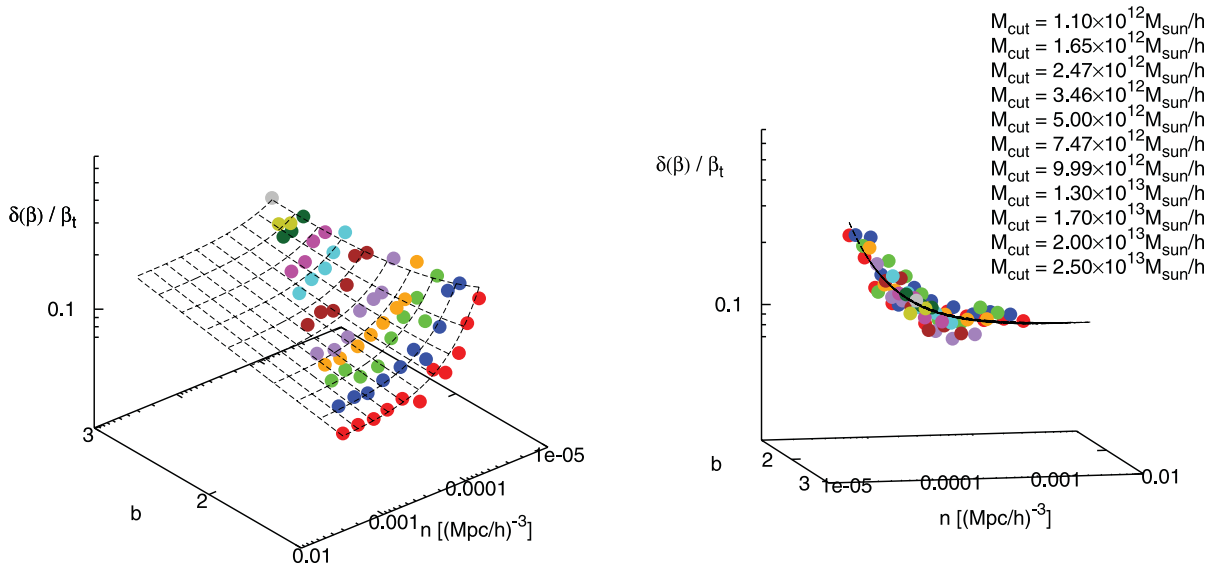 δ(β) / β_t
0.1
3
b
2
0.01
0.001
n [(Mpc/h)^-3]
0.0001
1e-05
M_cut = 1.10×10^12 M_sun/h
M_cut = 1.65×10^12 M_sun/h
M_cut = 2.47×10^12 M_sun/h
M_cut = 3.46×10^12 M_sun/h
M_cut = 5.00×10^12 M_sun/h
M_cut = 7.47×10^12 M_sun/h
M_cut = 9.99×10^12 M_sun/h
M_cut = 1.30×10^13 M_sun/h
M_cut = 1.70×10^13 M_sun/h
M_cut = 2.00×10^13 M_sun/h
M_cut = 2.50×10^13 M_sun/h
δ(β) / β_t
0.1
b
2
3
1e-05
0.0001
0.001
0.01
n [(Mpc/h)^-3]